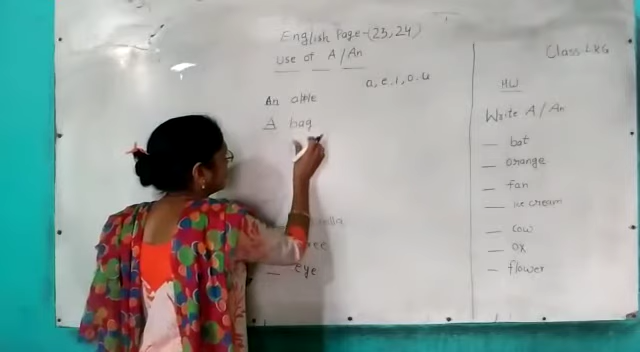 English Page-(23,24)
Use of A/An
a, e, i, o, u
An
A bag
eye
Class-LKG
HW
Write A/An
_ bat
_ orange
_ fan
_ ice cream
_ cow
_ ox
_ flower